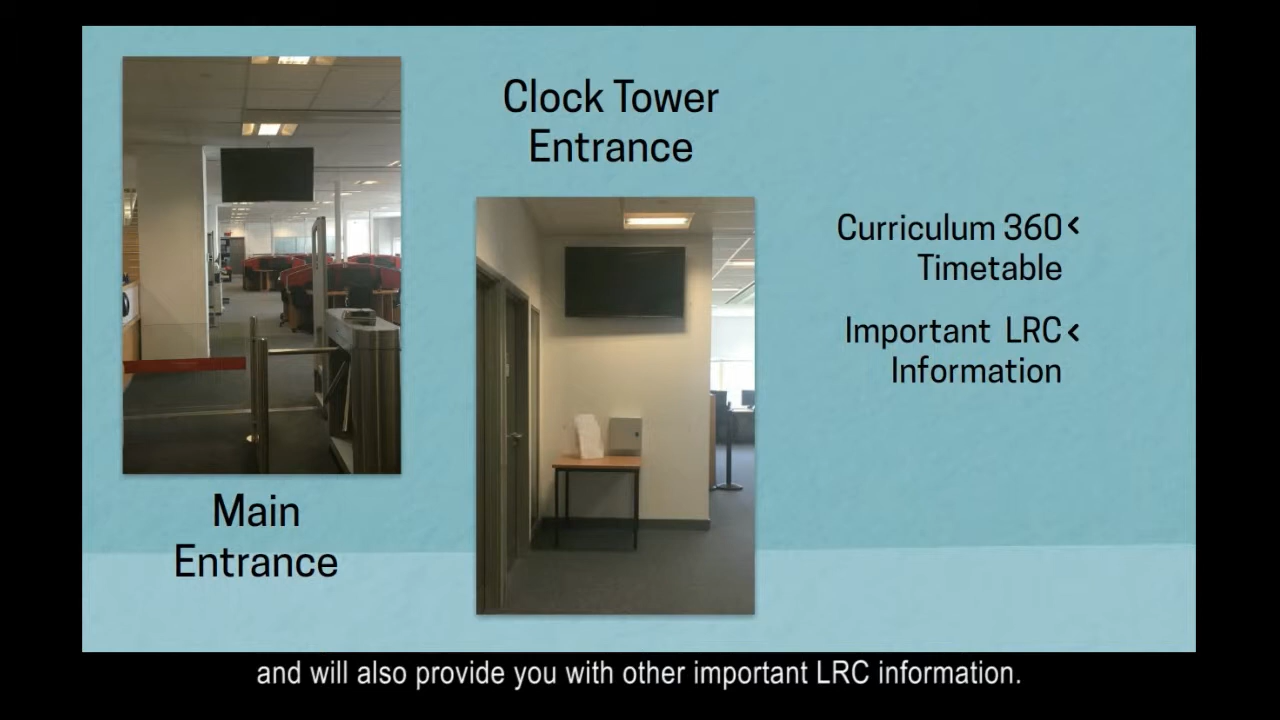 Clock Tower
Entrance
Curriculum 360
Timetable
Important LRC
Information
Main
Entrance
and will also provide you with other important LRC information.